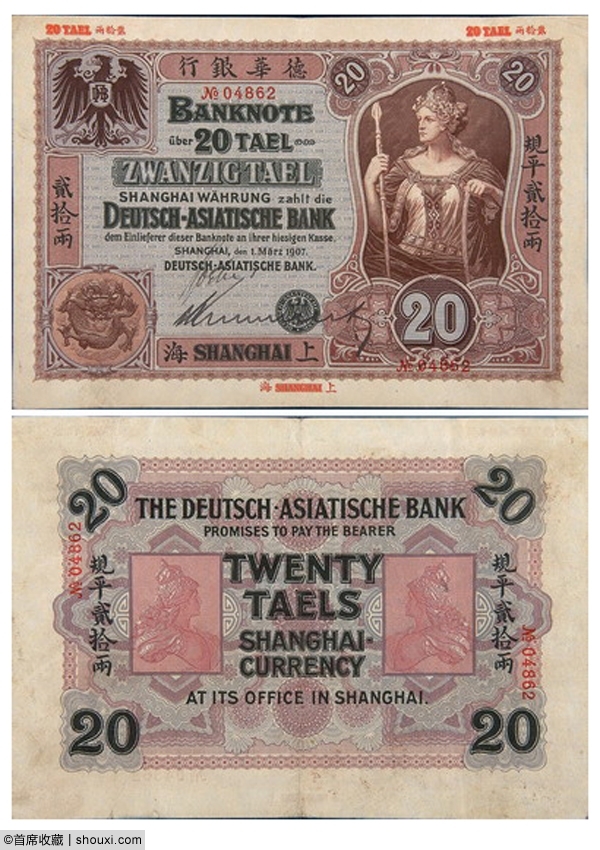 20 TAEL 兩拾貳
20 TAEL 兩拾貳
行銀華德
№ 04862
BANKNOTE
über 20 TAEL
ZWANZIG TAEL
SHANGHAI WÄHRUNG zahlt die
DEUTSCH-ASIATISCHE BANK
dem Einlieferer dieser Banknote an ihrer hiesigen Kasse.
SHANGHAI, den 1. März 1907.
DEUTSCH-ASIATISCHE BANK.
20
20
貳拾兩
規平貳拾兩
20
海 SHANGHAI 上
№ 04862
海 SHANGHAI 上
20
20
THE DEUTSCH-ASIATISCHE BANK
PROMISES TO PAY THE BEARER
№ 04862
規平貳拾兩
TWENTY
TAELS
SHANGHAI-
CURRENCY
AT ITS OFFICE IN SHANGHAI.
規平貳拾兩
№ 04862
20
20
©首席收藏 | shouxi.com